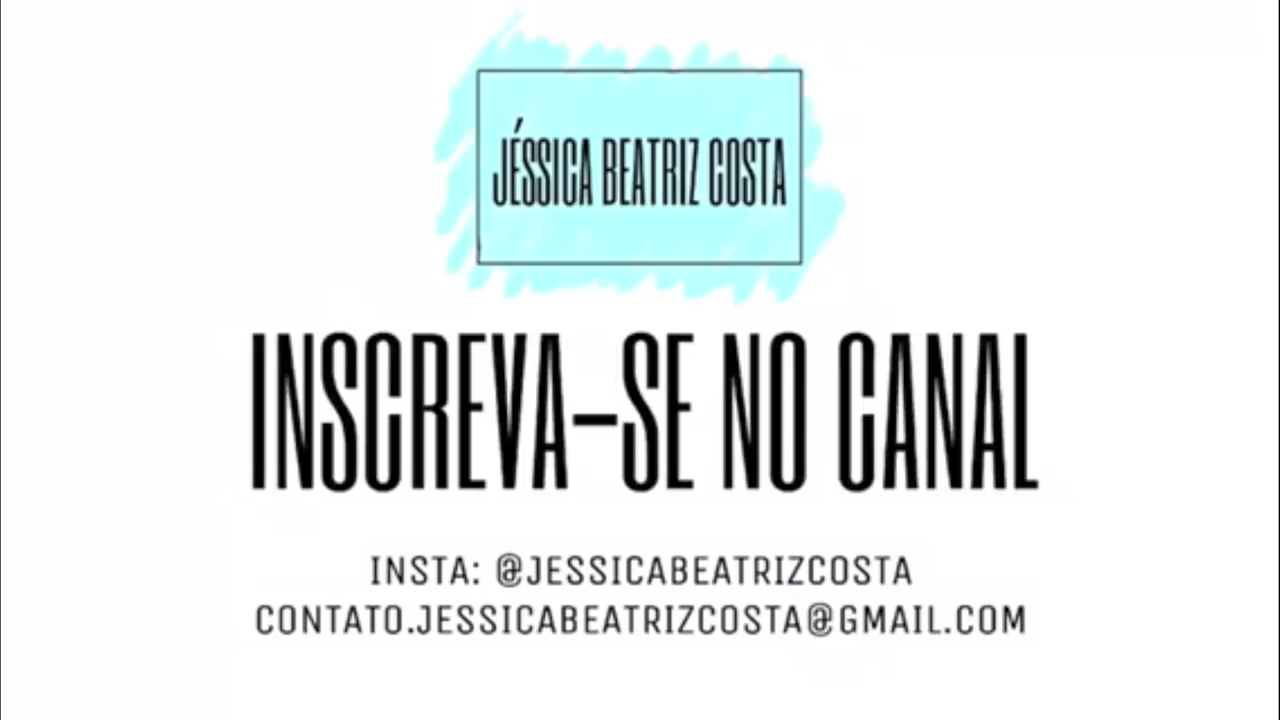 JÉSSICA BEATRIZ COSTA
INSCREVA-SE NO CANAL
INSTA: @JESSICABEATRIZCOSTA
CONTATO.JESSICABEATRIZCOSTA@GMAIL.COM